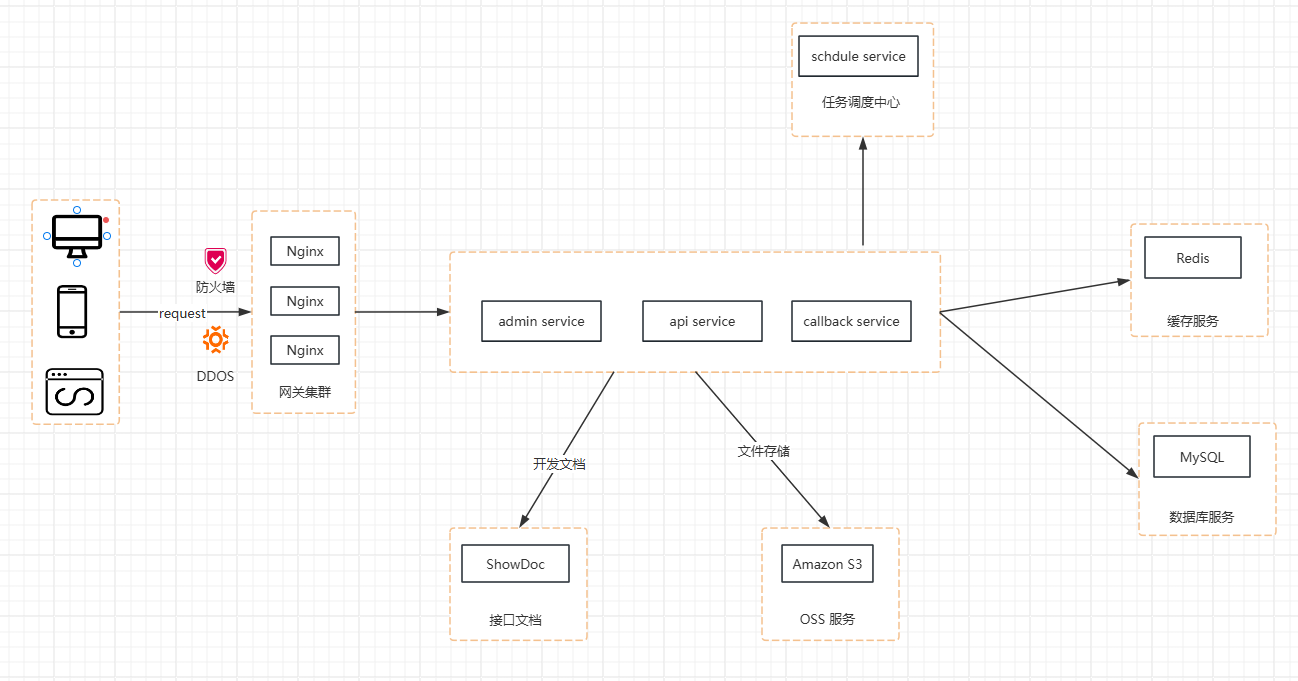 schdule service
任务调度中心
防火墙
request
DDOS
Nginx
Nginx
Nginx
网关集群
admin service
api service
callback service
Redis
缓存服务
MySQL
数据库服务
开发文档
文件存储
ShowDoc
接口文档
Amazon S3
OSS 服务